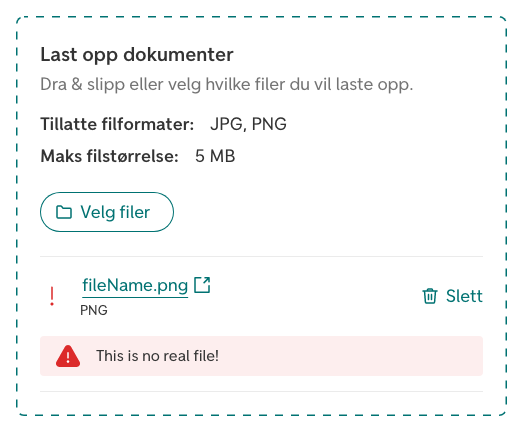 Last opp dokumenter
Dra & slipp eller velg hvilke filer du vil laste opp.
Tillatte filformater: JPG, PNG
Maks filstørrelse: 5 MB
Velg filer
fileName.png
Slett
PNG
This is no real file!